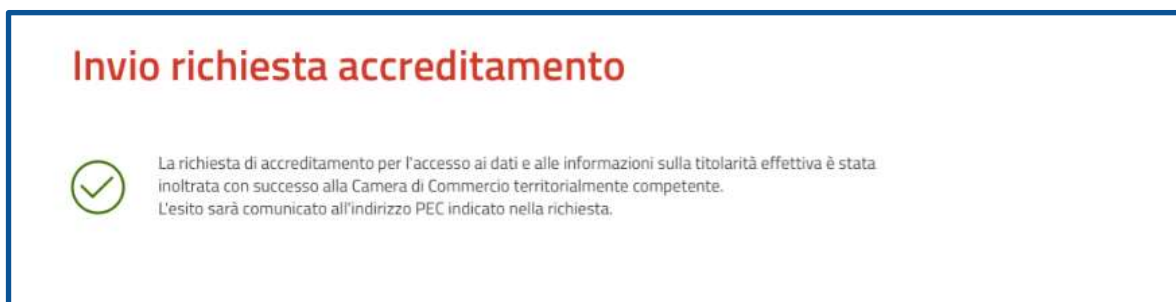 Invio richiesta accreditamento
La richiesta di accreditamento per l'accesso ai dati e alle informazioni sulla titolarità effettiva è stata
inoltrata con successo alla Camera di Commercio territorialmente competente.
L'esito sarà comunicato all'indirizzo PEC indicato nella richiesta.